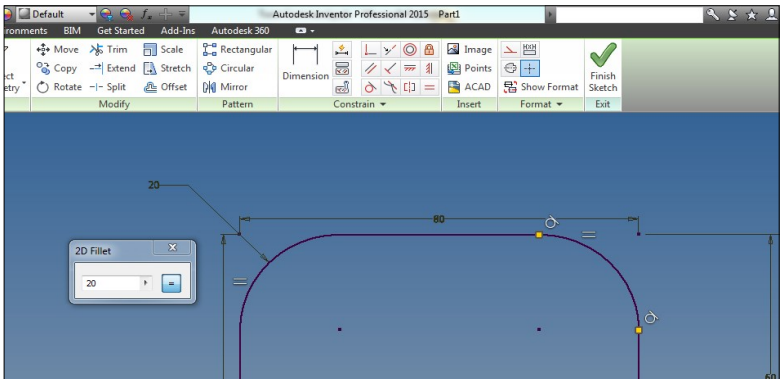 Default
Autodesk Inventor Professional 2015 Part1
BIM Get Started Add-Ins Autodesk 360
Move Trim Scale Rectangular Image
Copy Extend Stretch Circular Dimension Points Finish
Rotate Split Offset Mirror ACAD Show Format Sketch
Modify Pattern Constrain Insert Format Exit
20
80
2D Fillet
20
60